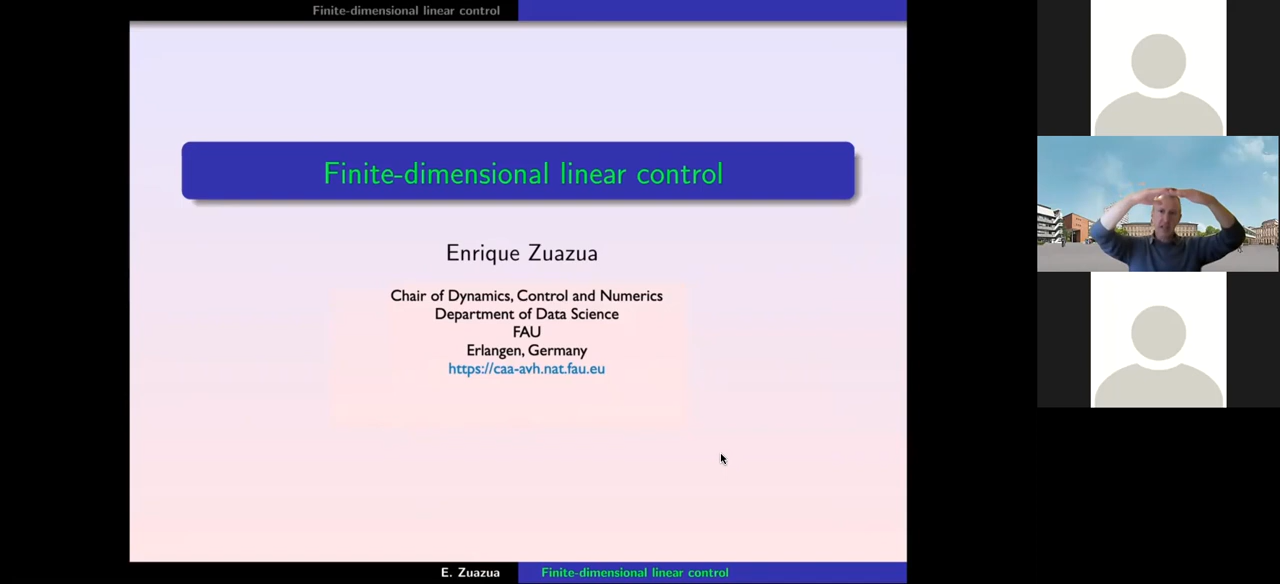 Finite-dimensional linear control
Finite-dimensional linear control
Enrique Zuazua
Chair of Dynamics, Control and Numerics
Department of Data Science
FAU
Erlangen, Germany
https://caa-avh.nat.fau.eu
E. Zuazua
Finite-dimensional linear control